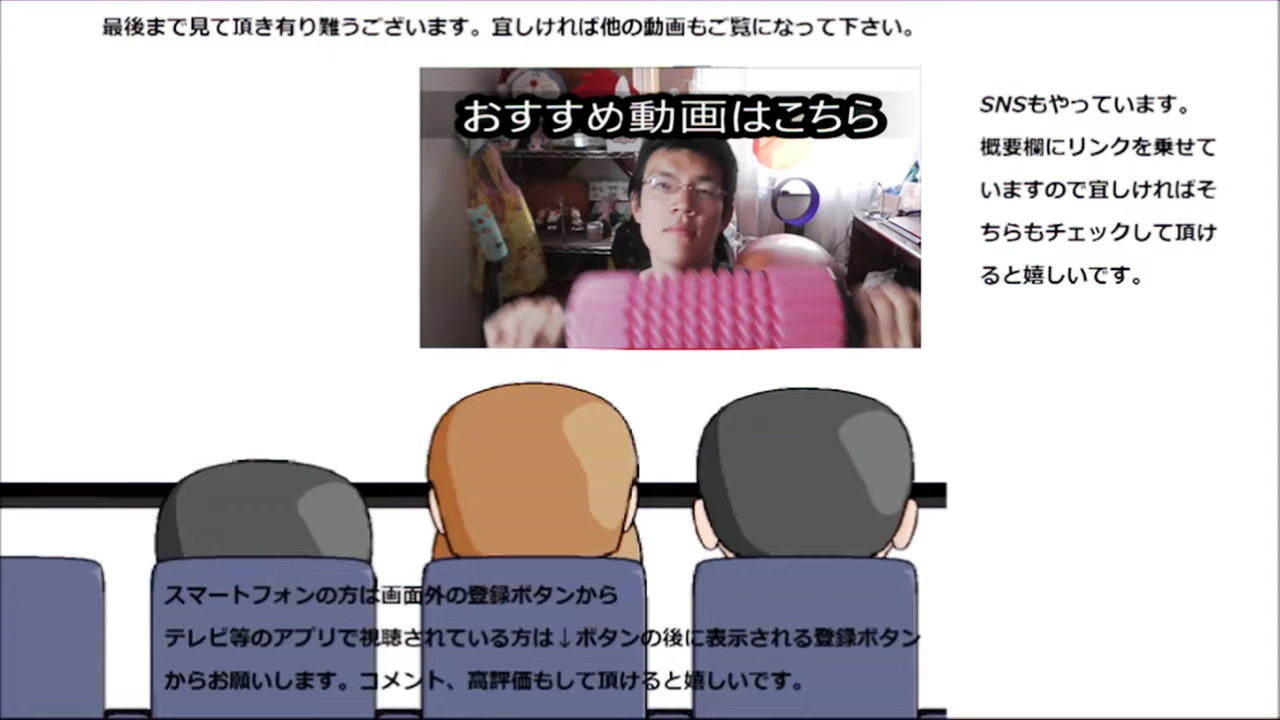 最後まで見て頂き有り難うございます。宜しければ他の動画もご覧になって下さい。
おすすめ動画はこちら
SNSもやっています。
概要欄にリンクを乗せて
いますので宜しければそ
ちらもチェックして頂け
ると嬉しいです。
スマートフォンの方は画面外の登録ボタンから
テレビ等のアプリで視聴されている方は↓ボタンの後に表示される登録ボタン
からお願いします。コメント、高評価もして頂けると嬉しいです。